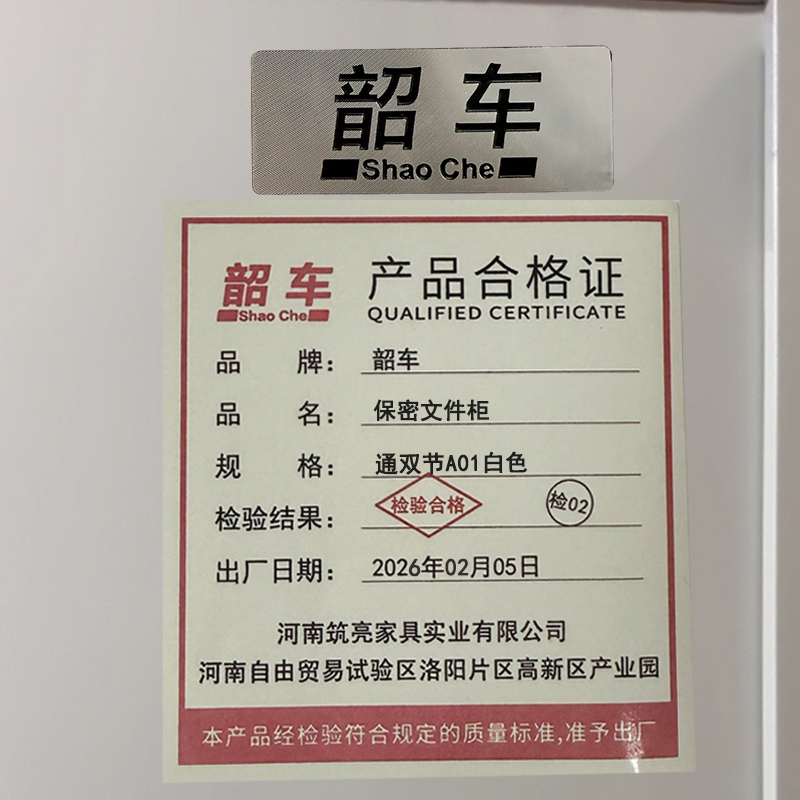 韶车
Shao Che
韶车
Shao Che
产品合格证
QUALIFIED CERTIFICATE
品牌：韶车
品名：保密文件柜
规格：通双节A01白色
检验结果：检验合格 检02
出厂日期：2026年02月05日
河南筑亮家具实业有限公司
河南自由贸易试验区洛阳片区高新区产业园
本产品经检验符合规定的质量标准,准予出厂